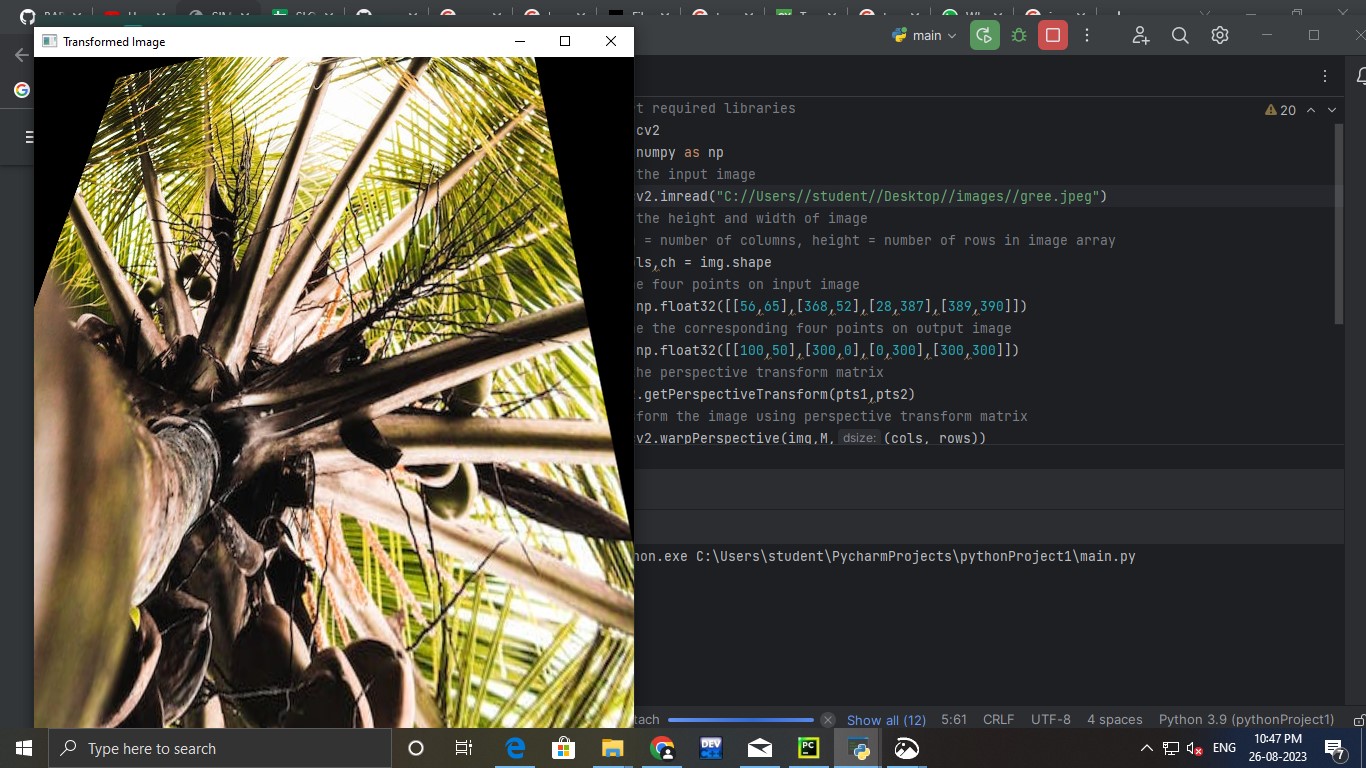 Transformed Image
main
t required libraries
cv2
numpy as np
the input image
v2.imread("C://Users//student//Desktop//images//gree.jpeg")
the height and width of image
= number of columns, height = number of rows in image array
ls,ch = img.shape
e four points on input image
np.float32([[56,65],[368,52],[28,387],[389,390]])
e the corresponding four points on output image
np.float32([[100,50],[300,0],[0,300],[300,300]])
he perspective transform matrix
.getPerspectiveTransform(pts1,pts2)
form the image using perspective transform matrix
v2.warpPerspective(img,M, dsize: (cols, rows))
20
on.exe C:\Users\student\PycharmProjects\pythonProject1\main.py
tach
Show all (12)
5:61 CRLF UTF-8 4 spaces Python 3.9 (pythonProject1)
Type here to search
DEV
PC
ENG
10:47 PM
26-08-2023
7